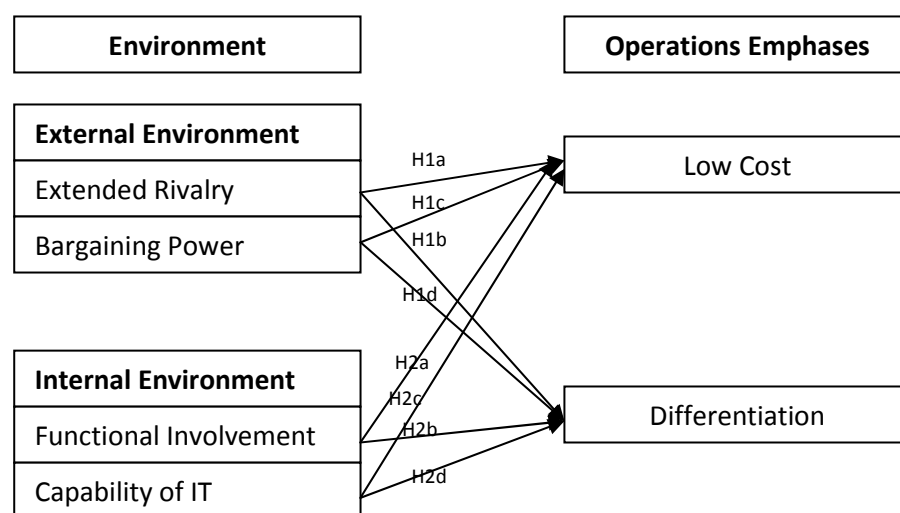 Environment
Operations Emphases
External Environment
Extended Rivalry
Bargaining Power
H1a
H1c
H1b
H1d
Low Cost
Internal Environment
Functional Involvement
Capability of IT
H2a
H2c
H2b
H2d
Differentiation